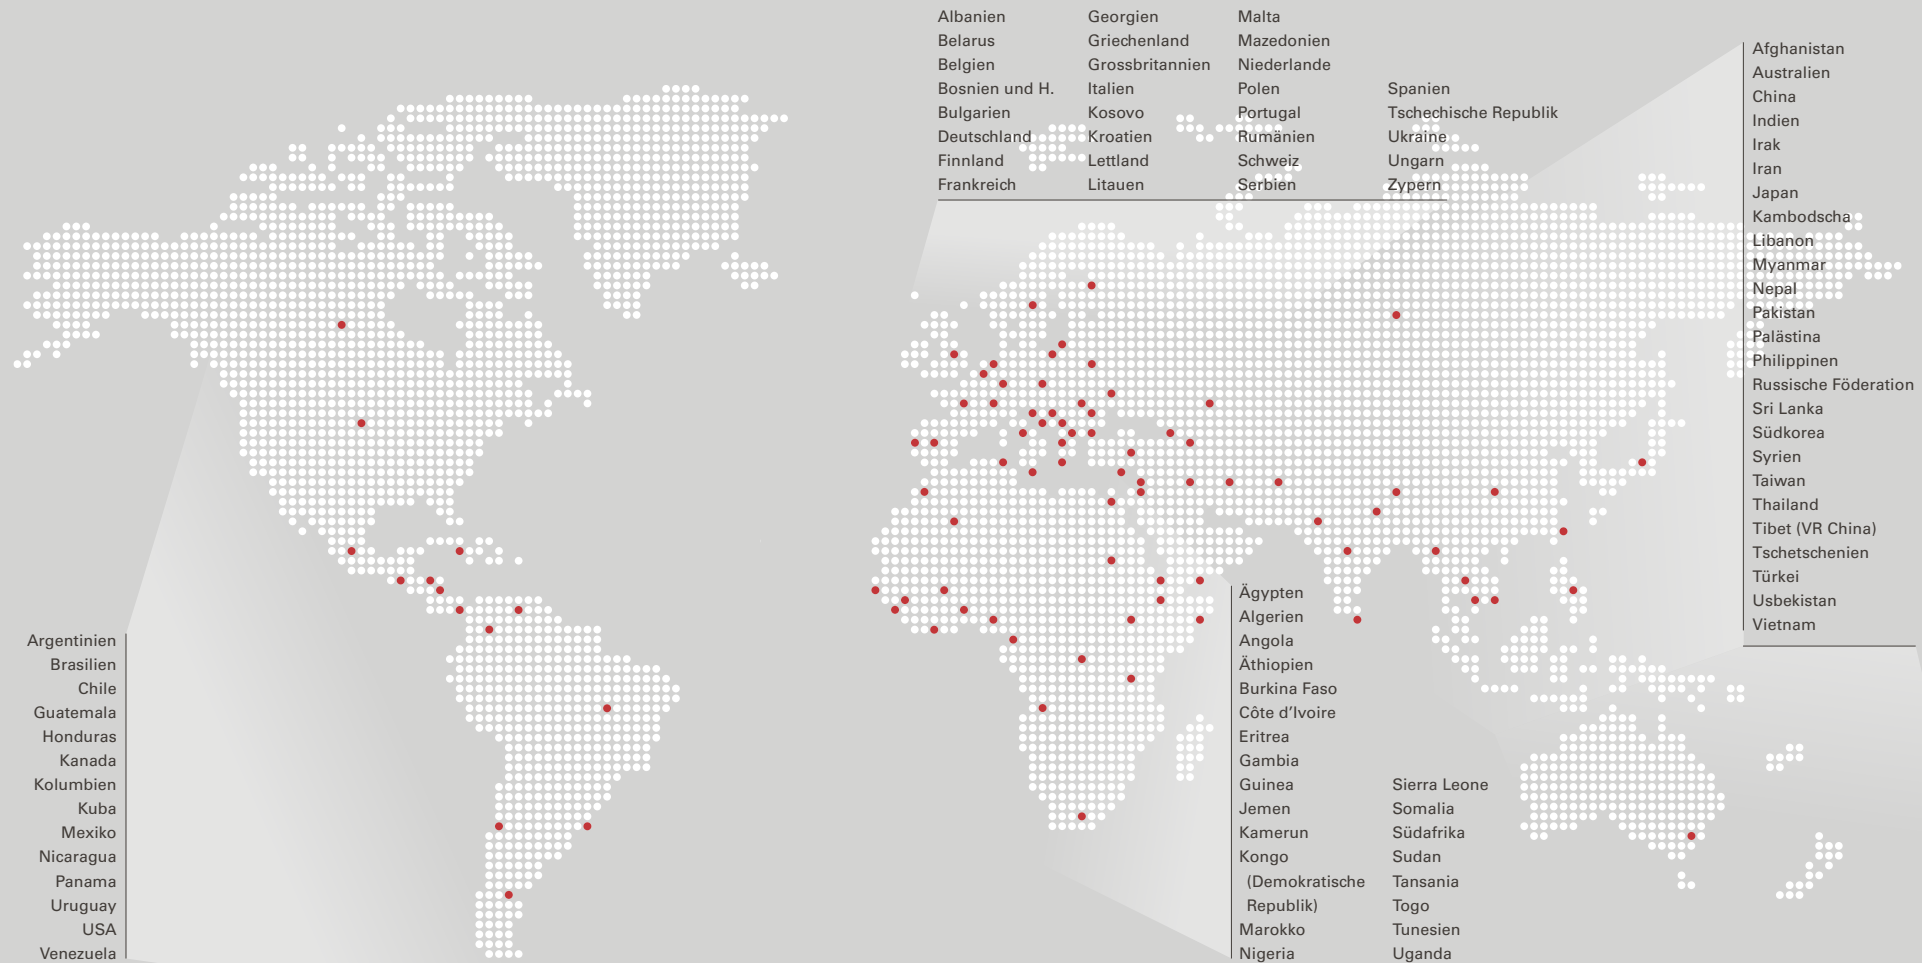 Albanien
Belarus
Belgien
Bosnien und H.
Bulgarien
Deutschland
Finnland
Frankreich
Georgien
Griechenland
Grossbritannien
Italien
Kosovo
Kroatien
Lettland
Litauen
Malta
Mazedonien
Niederlande
Polen
Portugal
Rumänien
Schweiz
Serbien
Spanien
Tschechische Republik
Ukraine
Ungarn
Zypern
Afghanistan
Australien
China
Indien
Irak
Iran
Japan
Kambodscha
Libanon
Myanmar
Nepal
Pakistan
Palästina
Philippinen
Russische Föderation
Sri Lanka
Südkorea
Syrien
Taiwan
Thailand
Tibet (VR China)
Tschetschenien
Türkei
Usbekistan
Vietnam
Argentinien
Brasilien
Chile
Guatemala
Honduras
Kanada
Kolumbien
Kuba
Mexiko
Nicaragua
Panama
Uruguay
USA
Venezuela
Ägypten
Algerien
Angola
Äthiopien
Burkina Faso
Côte d'Ivoire
Eritrea
Gambia
Guinea
Jemen
Kamerun
Kongo
(Demokratische
Republik)
Marokko
Nigeria
Sierra Leone
Somalia
Südafrika
Sudan
Tansania
Togo
Tunesien
Uganda